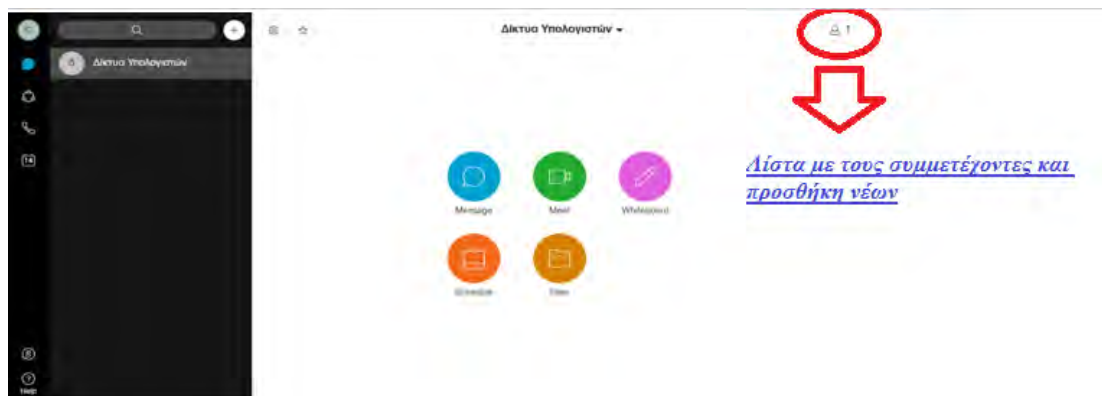 Δίκτυα Υπολογιστών
1
Δ Δίκτυα Υπολογιστών
14
Λίστα με τους συμμετέχοντες και
προσθήκη νέων
Message
Meet
Whiteboard
Schedule
Files
Help